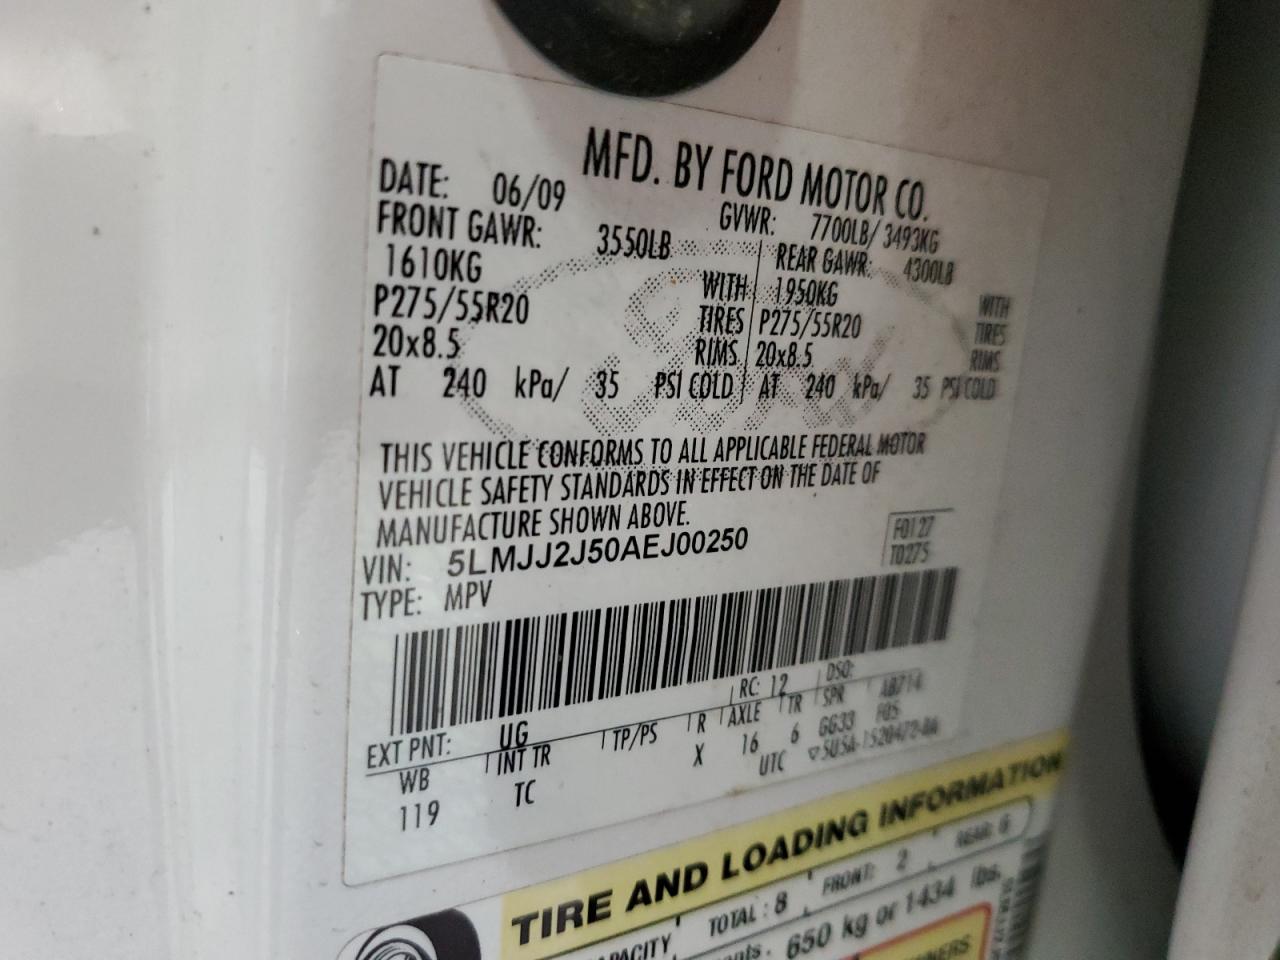 MFD. BY FORD MOTOR CO.
DATE: 06/09 GVWR: 7700LB/ 3493KG
FRONT GAWR: 3550LB REAR GAWR: 4300LB
1610KG WITH 1950KG WITH
P275/55R20 TIRES P275/55R20 TIRES
20x8.5 RIMS 20x8.5 RIMS
AT 240 kPa/ 35 PSI COLD AT 240 kPa/ 35 PSI COLD
THIS VEHICLE CONFORMS TO ALL APPLICABLE FEDERAL MOTOR
VEHICLE SAFETY STANDARDS IN EFFECT ON THE DATE OF
MANUFACTURE SHOWN ABOVE.
VIN: 5LMJJ2J50AEJ00250
F0127
T0275
TYPE: MPV
EXT PNT: UG RC: 12 DSO:
WB INT TR TP/PS R AXLE TR SPR
119 TC X 16 6 GG33
UTC
TIRE AND LOADING INFORMATION
TOTAL : 8 FRONT: 2 REAR: 6
650 kg or 1434 lbs.